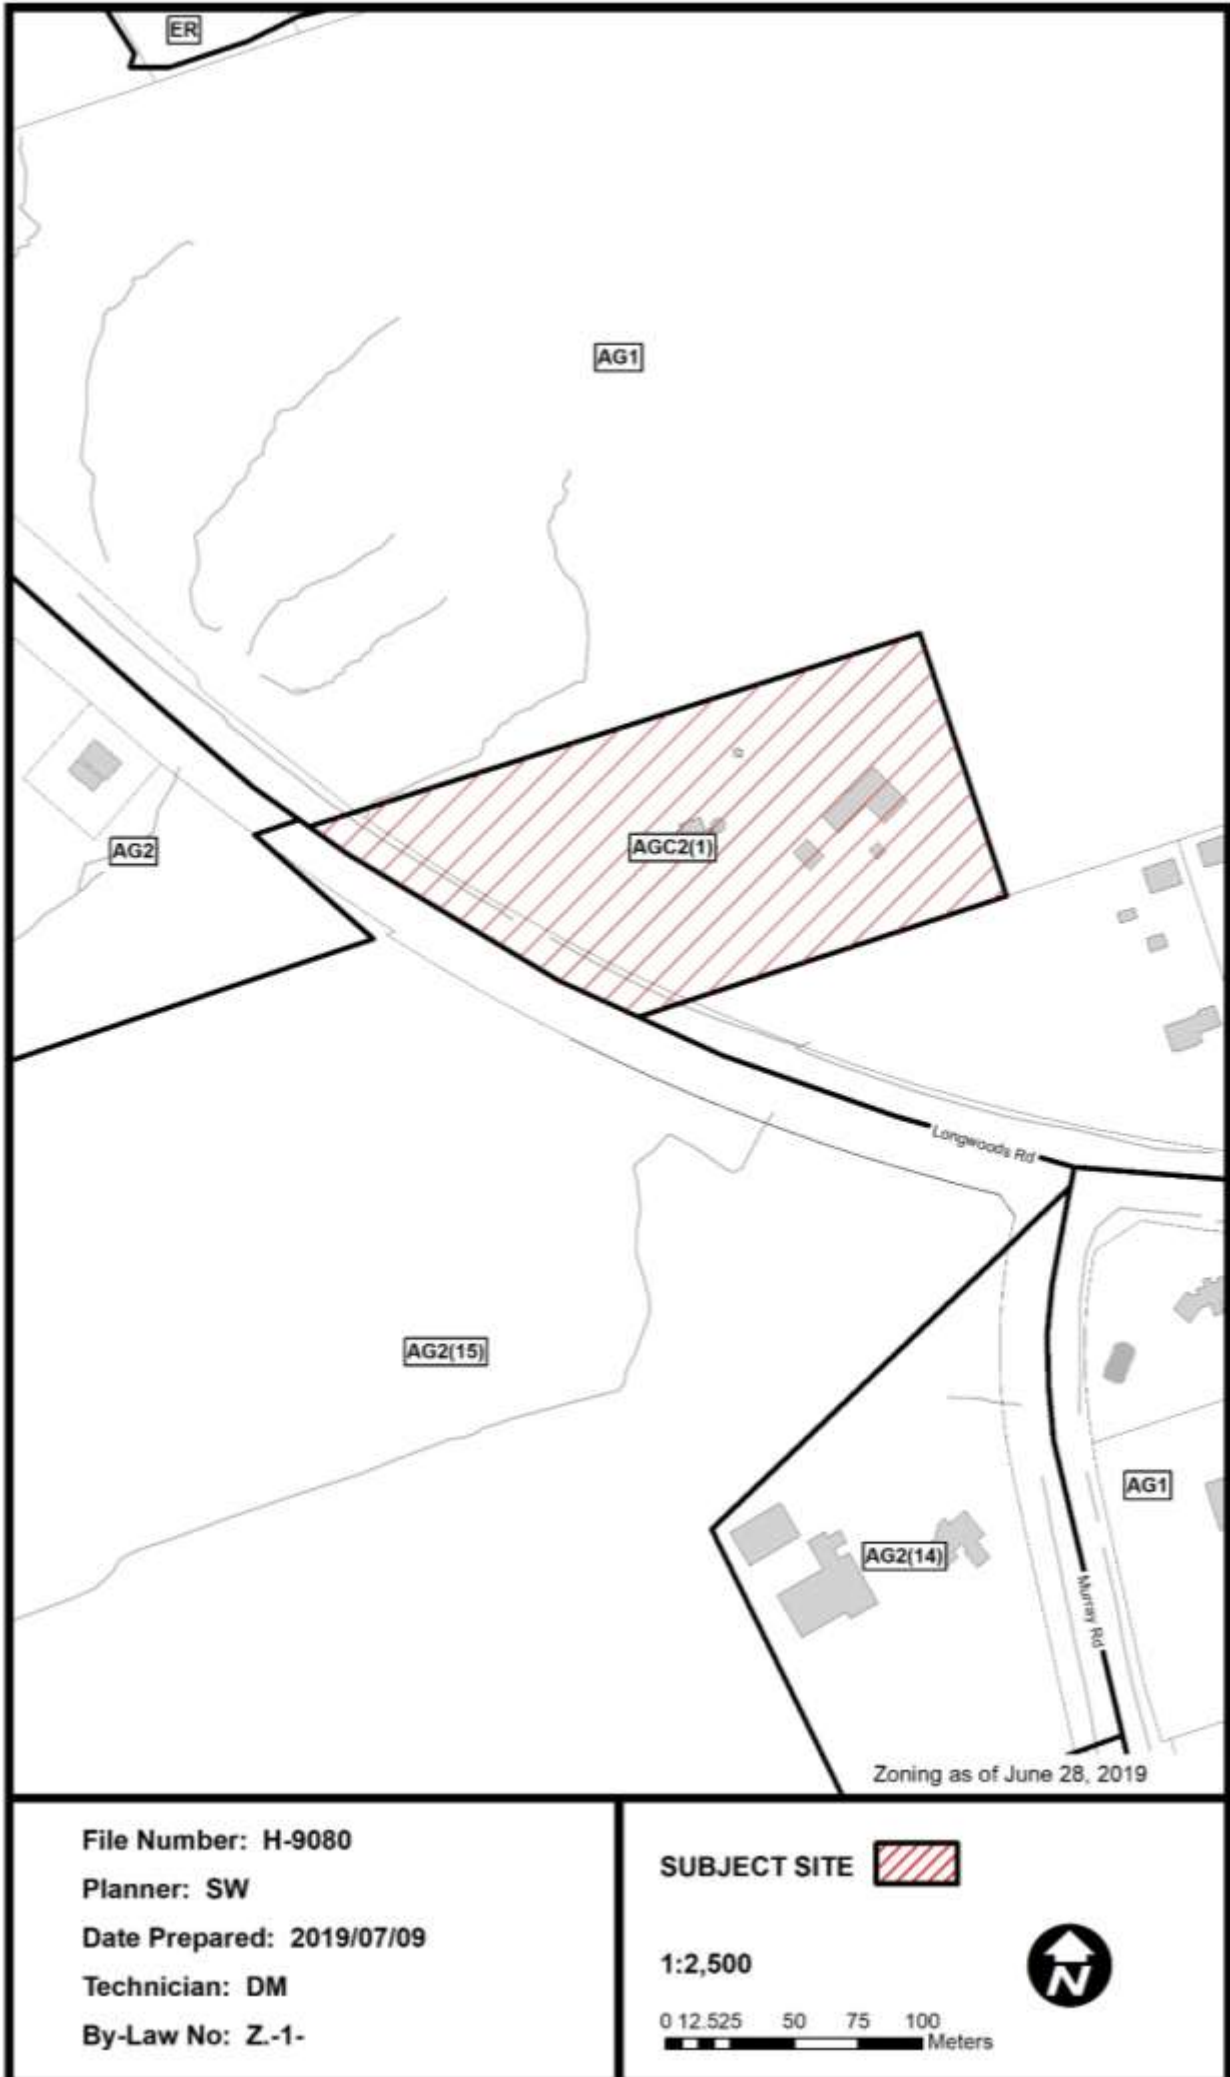 ER
AG1
AG2
AGC2(1)
Longwoods Rd
AG2(15)
AG1
AG2(14)
Murray Rd
Zoning as of June 28, 2019
File Number: H-9080
Planner: SW
Date Prepared: 2019/07/09
Technician: DM
By-Law No: Z.-1-
SUBJECT SITE
1:2,500
N
0 12.525 50 75 100
Meters